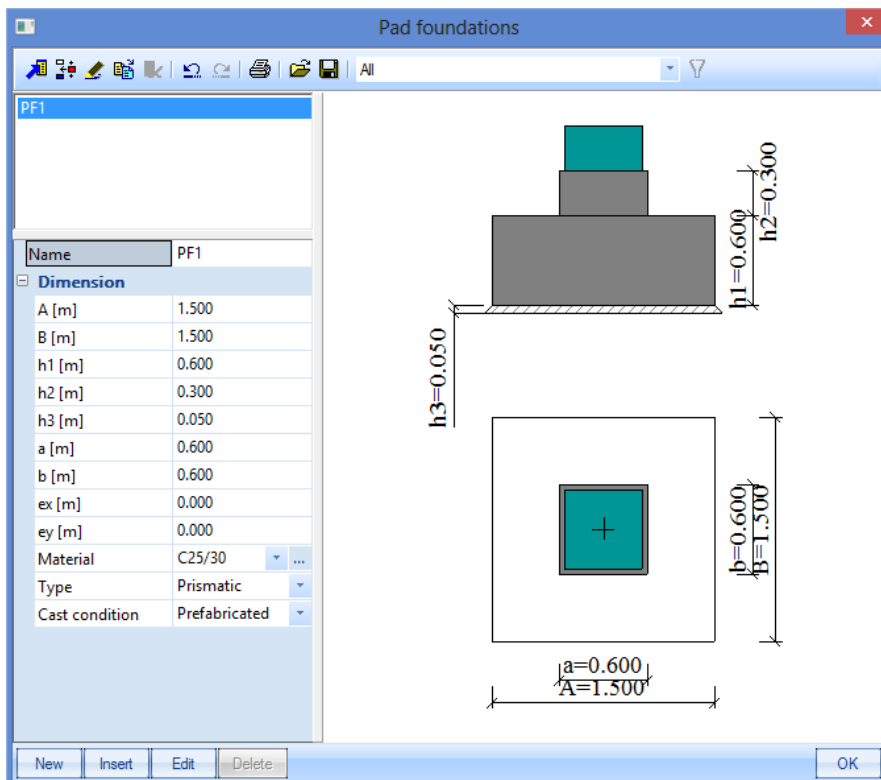 Pad foundations
All
PF1
Name PF1
Dimension
A [m] 1.500
B [m] 1.500
h1 [m] 0.600
h2 [m] 0.300
h3 [m] 0.050
a [m] 0.600
b [m] 0.600
ex [m] 0.000
ey [m] 0.000
Material C25/30 ...
Type Prismatic
Cast condition Prefabricated
h2=0.300
h1=0.600
h3=0.050
b=0.600
B=1.500
a=0.600
A=1.500
New Insert Edit Delete OK